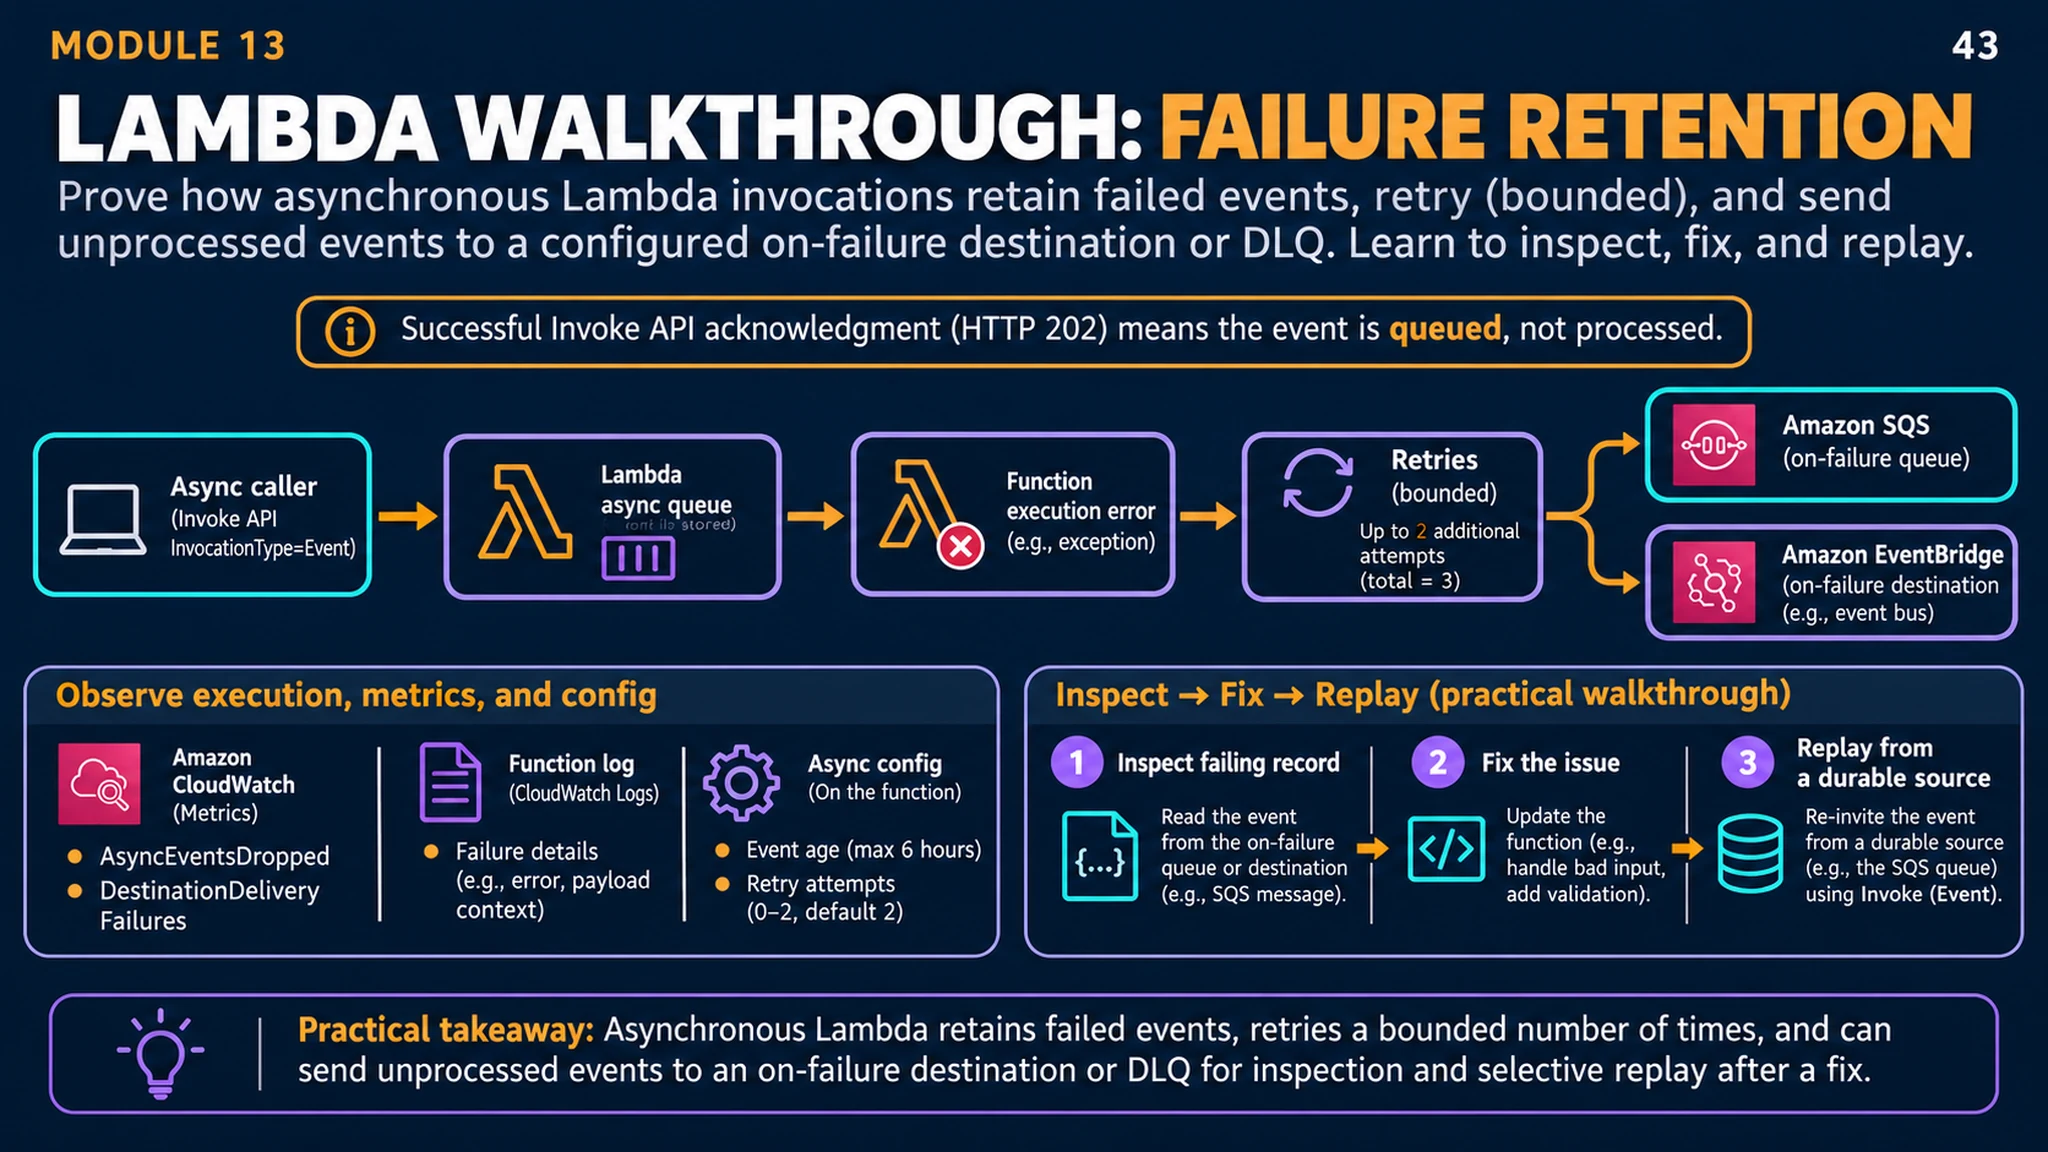 MODULE 13
43
LAMBDA WALKTHROUGH: FAILURE RETENTION
Prove how asynchronous Lambda invocations retain failed events, retry (bounded), and send
unprocessed events to a configured on-failure destination or DLQ. Learn to inspect, fix, and replay.
Successful Invoke API acknowledgment (HTTP 202) means the event is queued, not processed.
Async caller
(Invoke API
InvocationType=Event)
Lambda
async queue
stored)
Function
execution error
(e.g., exception)
Retries
(bounded)
Up to 2 additional
attempts
(total = 3)
Amazon SQS
(on-failure queue)
Amazon EventBridge
(on-failure destination
(e.g., event bus)
Observe execution, metrics, and config
Amazon
CloudWatch
(Metrics)
AsyncEventsDropped
DestinationDelivery
Failures
Function log
(CloudWatch Logs)
Failure details
(e.g., error, payload
context)
Async config
(On the function)
Event age (max 6 hours)
Retry attempts
(0–2, default 2)
Inspect → Fix → Replay (practical walkthrough)
1 Inspect failing record
{...}
Read the event
from the on-failure
queue or destination
(e.g., SQS message).
2 Fix the issue
</>
Update the
function (e.g.,
handle bad input,
add validation).
3 Replay from
a durable source
Re-invite the event
from a durable source
(e.g., the SQS queue)
using Invoke (Event).
Practical takeaway: Asynchronous Lambda retains failed events, retries a bounded number of times, and can
send unprocessed events to an on-failure destination or DLQ for inspection and selective replay after a fix.